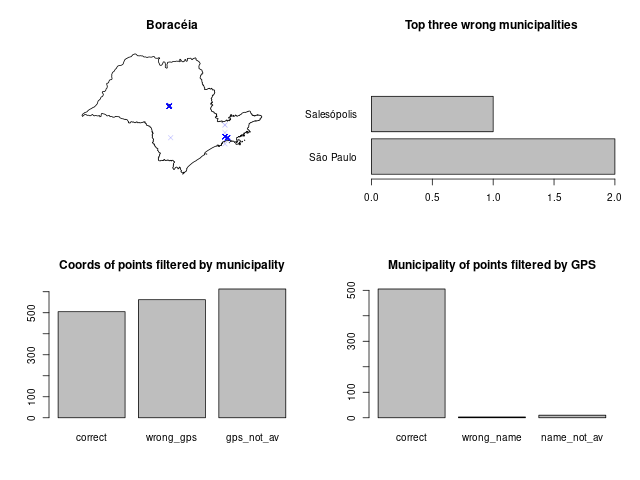 Boracéia
Top three wrong municipalities
Salesópolis
São Paulo
0.0 0.5 1.0 1.5 2.0
Coords of points filtered by municipality
0 100 300 500
correct wrong_gps gps_not_av
Municipality of points filtered by GPS
0 100 300 500
correct wrong_name name_not_av